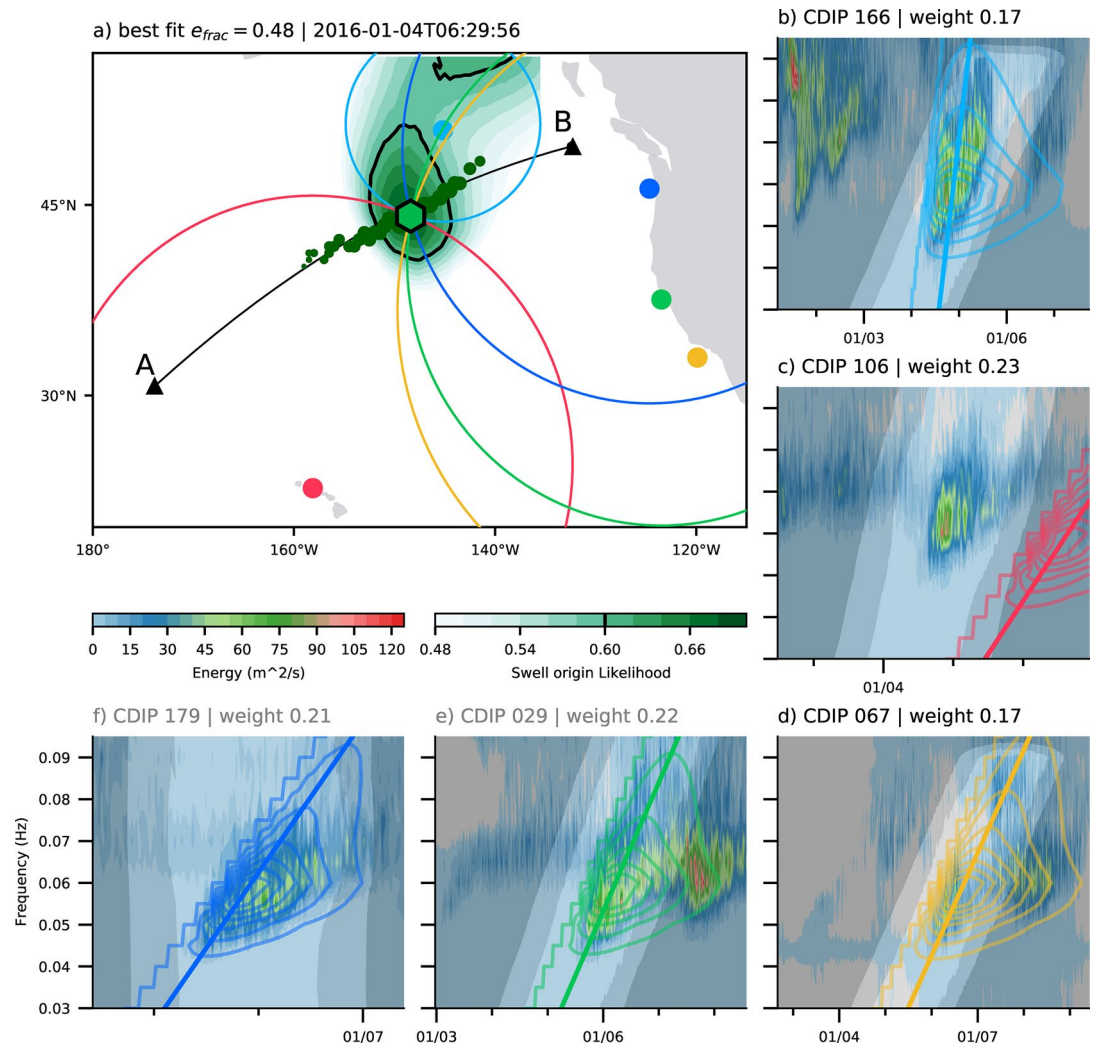 a) best fit e_frac = 0.48 | 2016-01-04T06:29:56
A
B
45°N
30°N
180°
160°W
140°W
120°W
0 15 30 45 60 75 90 105 120
Energy (m^2/s)
0.48 0.54 0.60 0.66
Swell origin Likelihood
b) CDIP 166 | weight 0.17
01/03 01/06
c) CDIP 106 | weight 0.23
01/04
f) CDIP 179 | weight 0.21
Frequency (Hz)
0.09
0.08
0.07
0.06
0.05
0.04
0.03
01/07
e) CDIP 029 | weight 0.22
01/03 01/06
d) CDIP 067 | weight 0.17
01/04 01/07